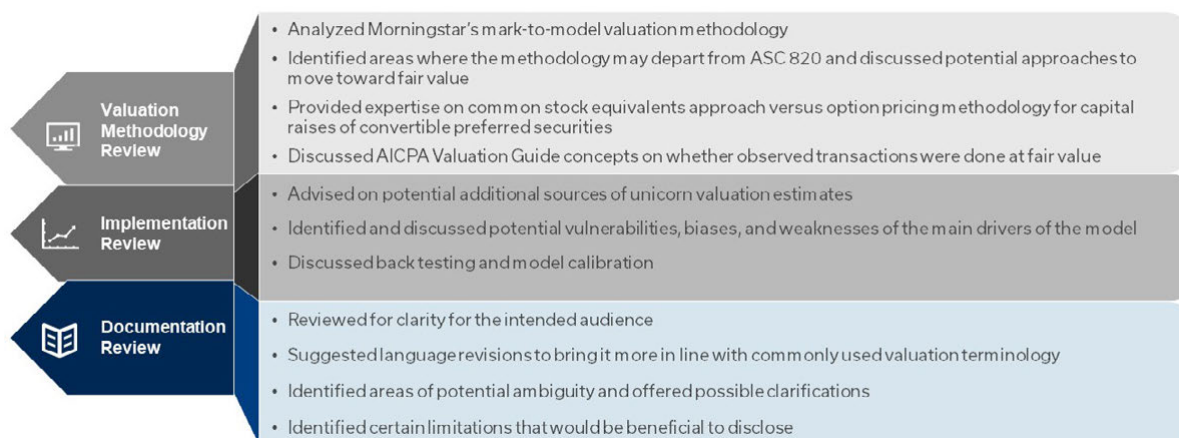 Valuation
Methodology
Review
• Analyzed Morningstar's mark-to-model valuation methodology
• Identified areas where the methodology may depart from ASC 820 and discussed potential approaches to
move toward fair value
• Provided expertise on common stock equivalents approach versus option pricing methodology for capital
raises of convertible preferred securities
• Discussed AICPA Valuation Guide concepts on whether observed transactions were done at fair value
Implementation
Review
• Advised on potential additional sources of unicorn valuation estimates
• Identified and discussed potential vulnerabilities, biases, and weaknesses of the main drivers of the model
• Discussed back testing and model calibration
Documentation
Review
• Reviewed for clarity for the intended audience
• Suggested language revisions to bring it more in line with commonly used valuation terminology
• Identified areas of potential ambiguity and offered possible clarifications
• Identified certain limitations that would be beneficial to disclose